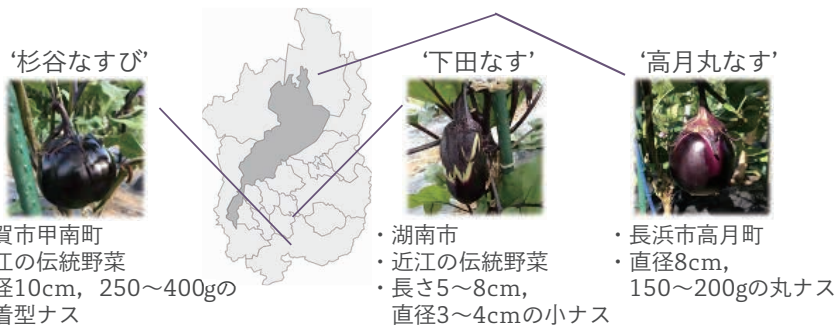 ‘杉谷なすび’
賀市甲南町
江の伝統野菜
径10cm，250～400gの
着型ナス
‘下田なす’
・湖南市
・近江の伝統野菜
・長さ5～8cm，
直径3～4cmの小ナス
‘高月丸なす’
・長浜市高月町
・直径8cm，
150～200gの丸ナス